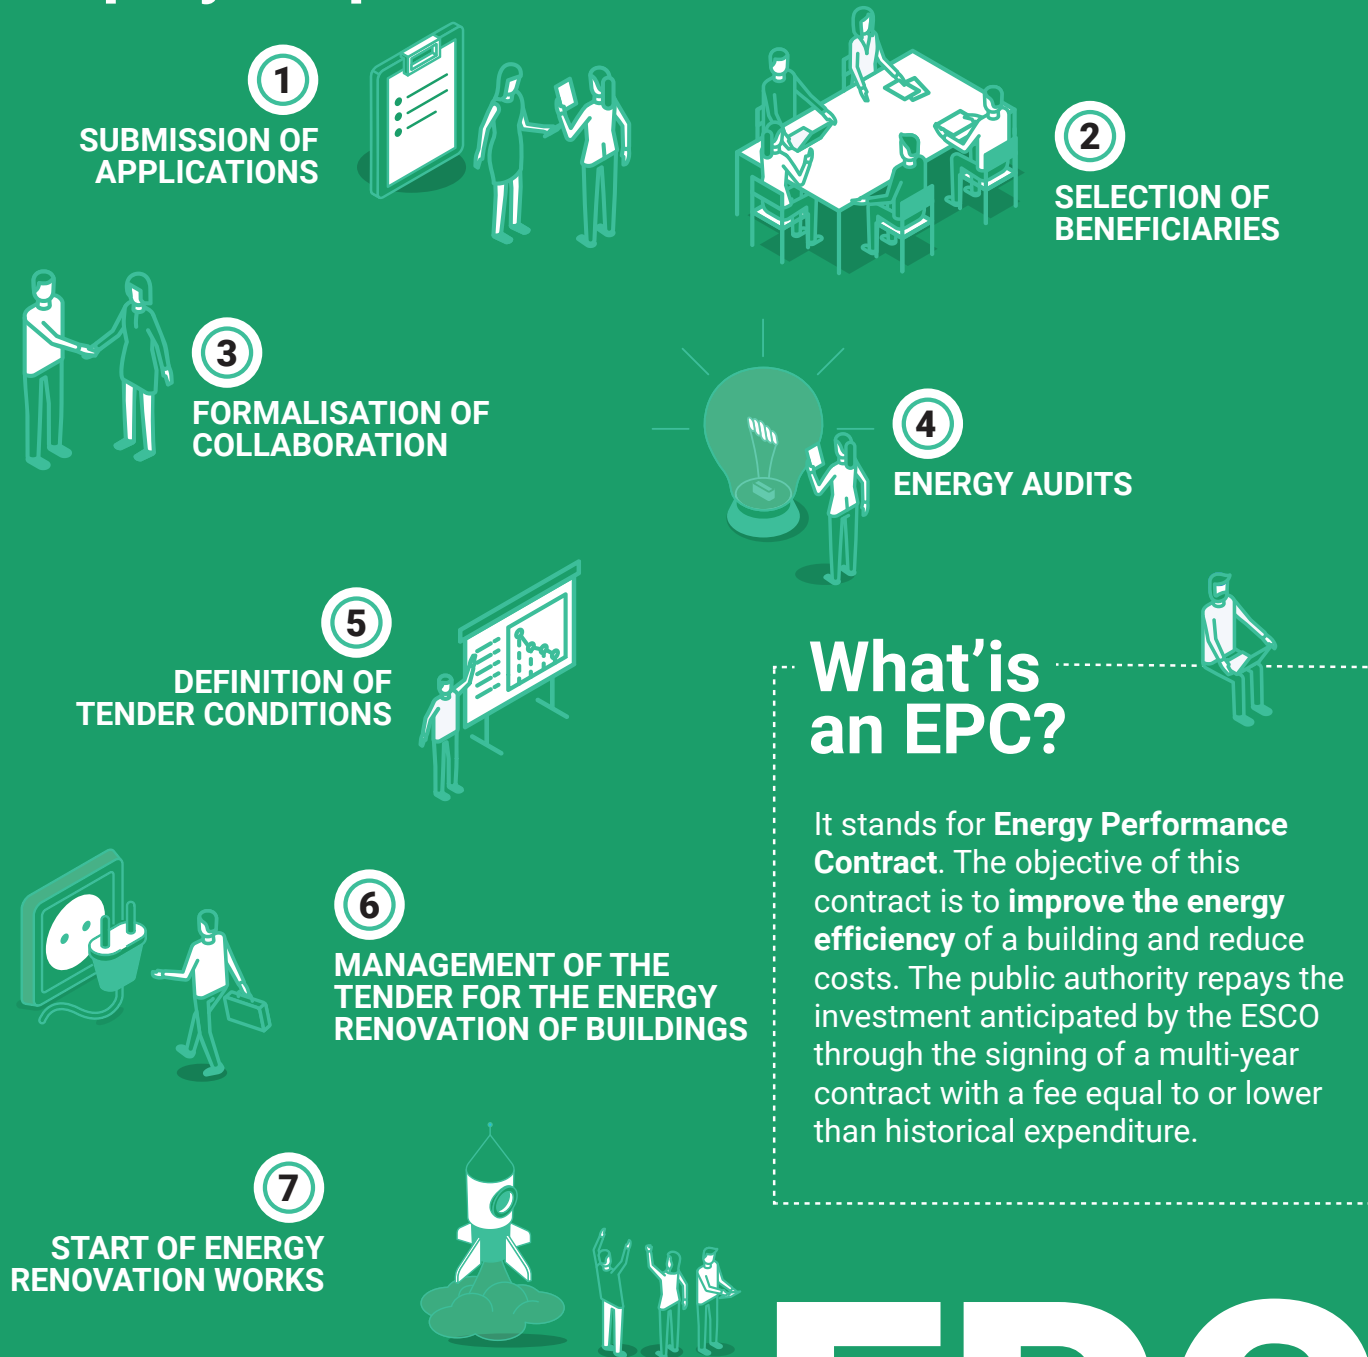 1
SUBMISSION OF
APPLICATIONS
2
SELECTION OF
BENEFICIARIES
3
FORMALISATION OF
COLLABORATION
4
ENERGY AUDITS
5
DEFINITION OF
TENDER CONDITIONS
What’is
an EPC?
It stands for Energy Performance
Contract. The objective of this
contract is to improve the energy
efficiency of a building and reduce
costs. The public authority repays the
investment anticipated by the ESCO
through the signing of a multi-year
contract with a fee equal to or lower
than historical expenditure.
6
MANAGEMENT OF THE
TENDER FOR THE ENERGY
RENOVATION OF BUILDINGS
7
START OF ENERGY
RENOVATION WORKS